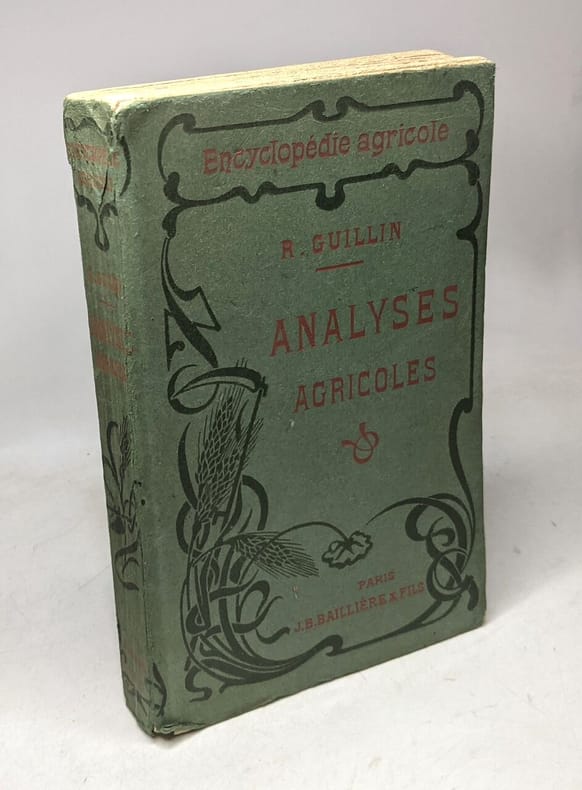 Encyclopédie agricole
R. GUILLIN
ANALYSES
AGRICOLES
PARIS
J.B. BAILLIÈRE & FILS